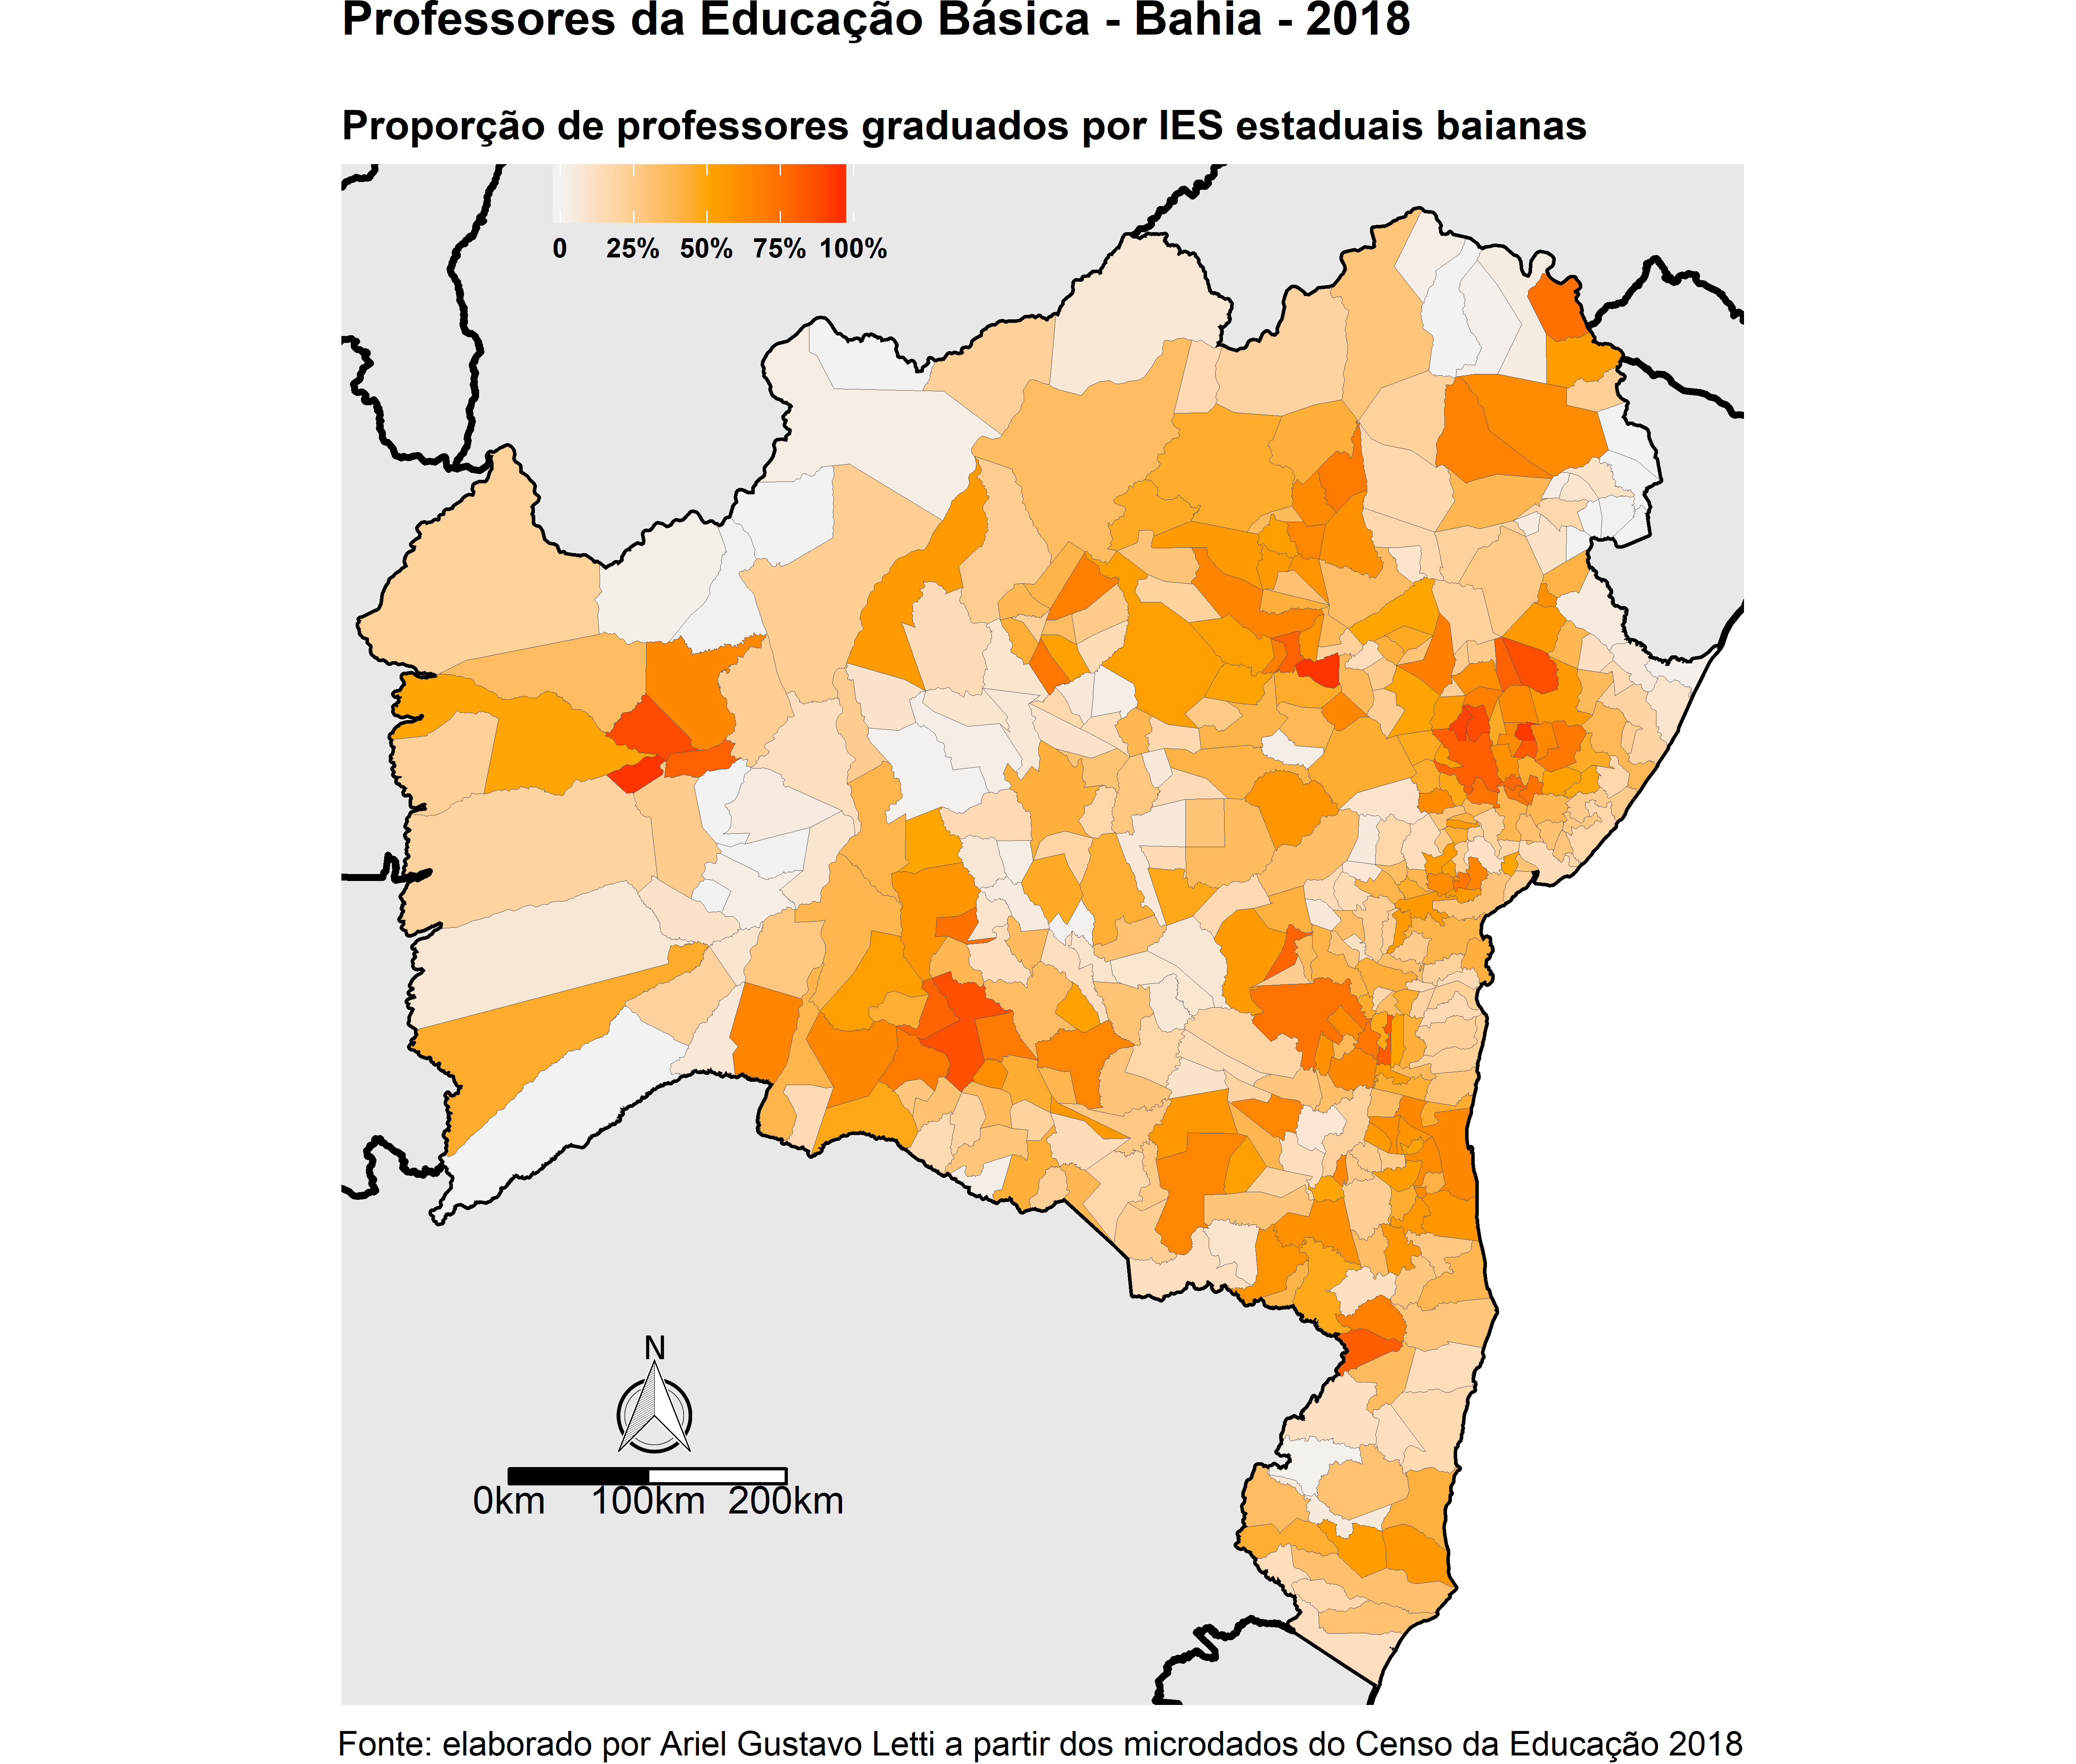 Professores da Educação Básica - Bahia - 2018
Proporção de professores graduados por IES estaduais baianas
0 25% 50% 75% 100%
N
0km 100km 200km
Fonte: elaborado por Ariel Gustavo Letti a partir dos microdados do Censo da Educação 2018